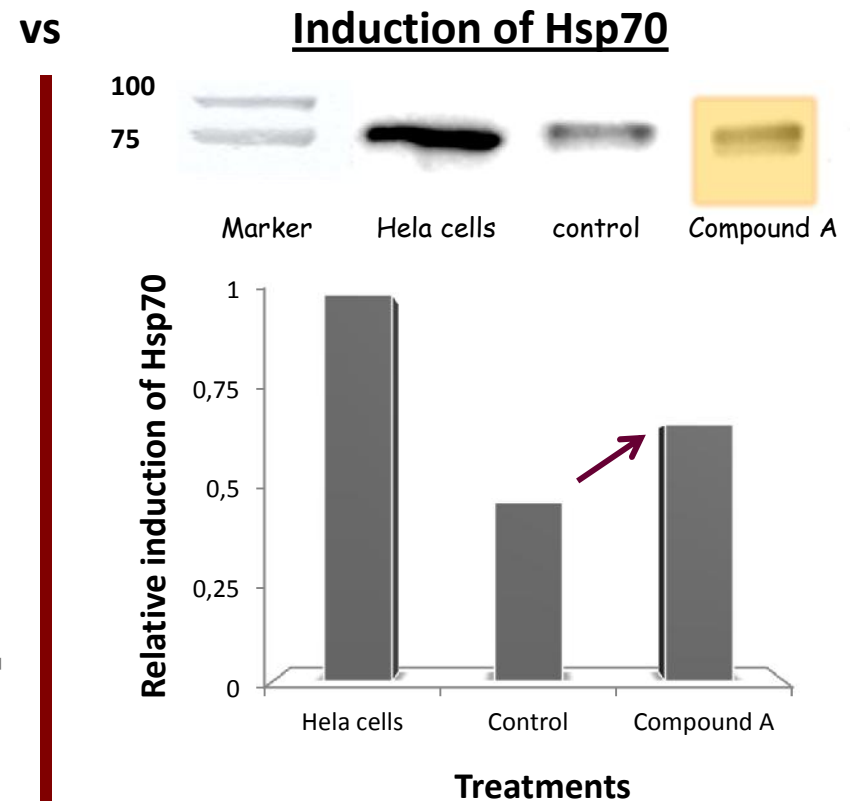 vs
Induction of Hsp70
100
75
Marker Hela cells control Compound A
Relative induction of Hsp70
1
0,75
0,5
0,25
0
Hela cells Control Compound A
Treatments